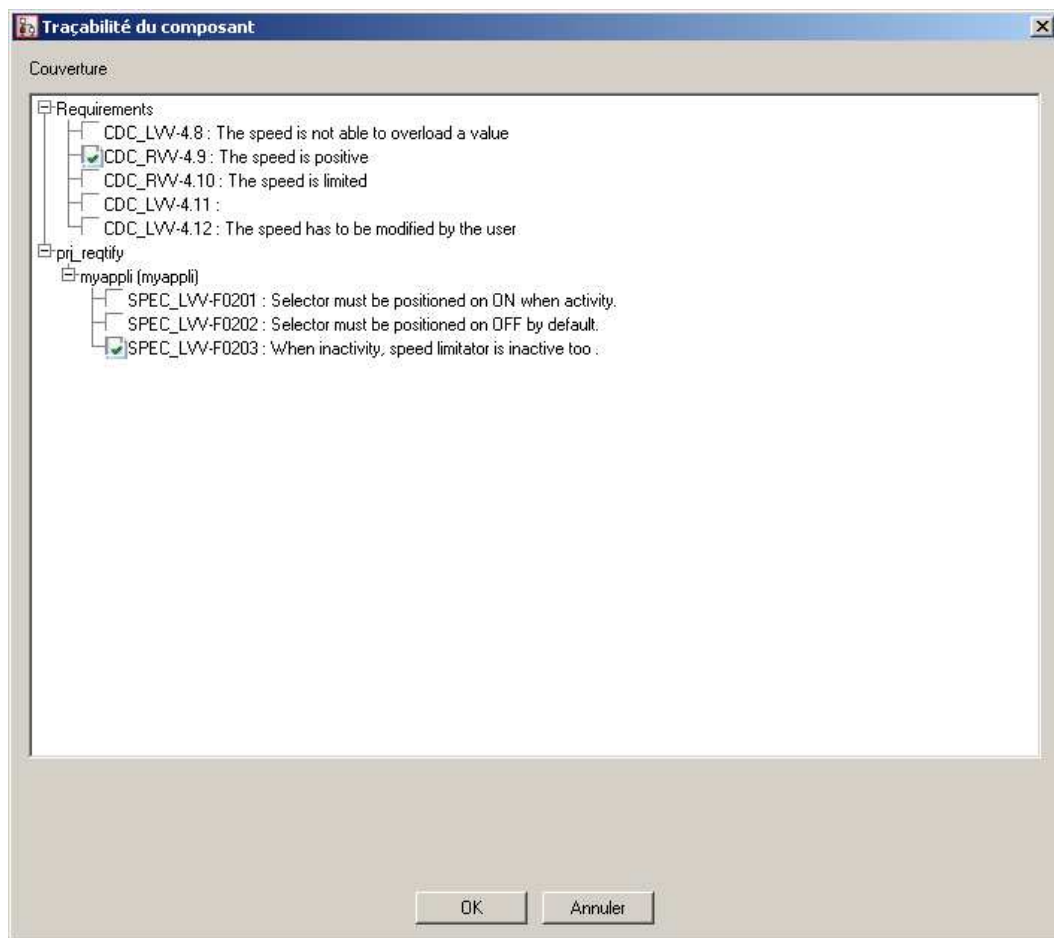 Traçabilité du composant
Couverture
Requirements
CDC_LVV-4.8 : The speed is not able to overload a value
CDC_RVV-4.9 : The speed is positive
CDC_RVV-4.10 : The speed is limited
CDC_LVV-4.11 :
CDC_LVV-4.12 : The speed has to be modified by the user
prj_reqtify
myappli (myappli)
SPEC_LVV-F0201 : Selector must be positioned on ON when activity.
SPEC_LVV-F0202 : Selector must be positioned on OFF by default.
SPEC_LVV-F0203 : When inactivity, speed limitator is inactive too .
OK Annuler